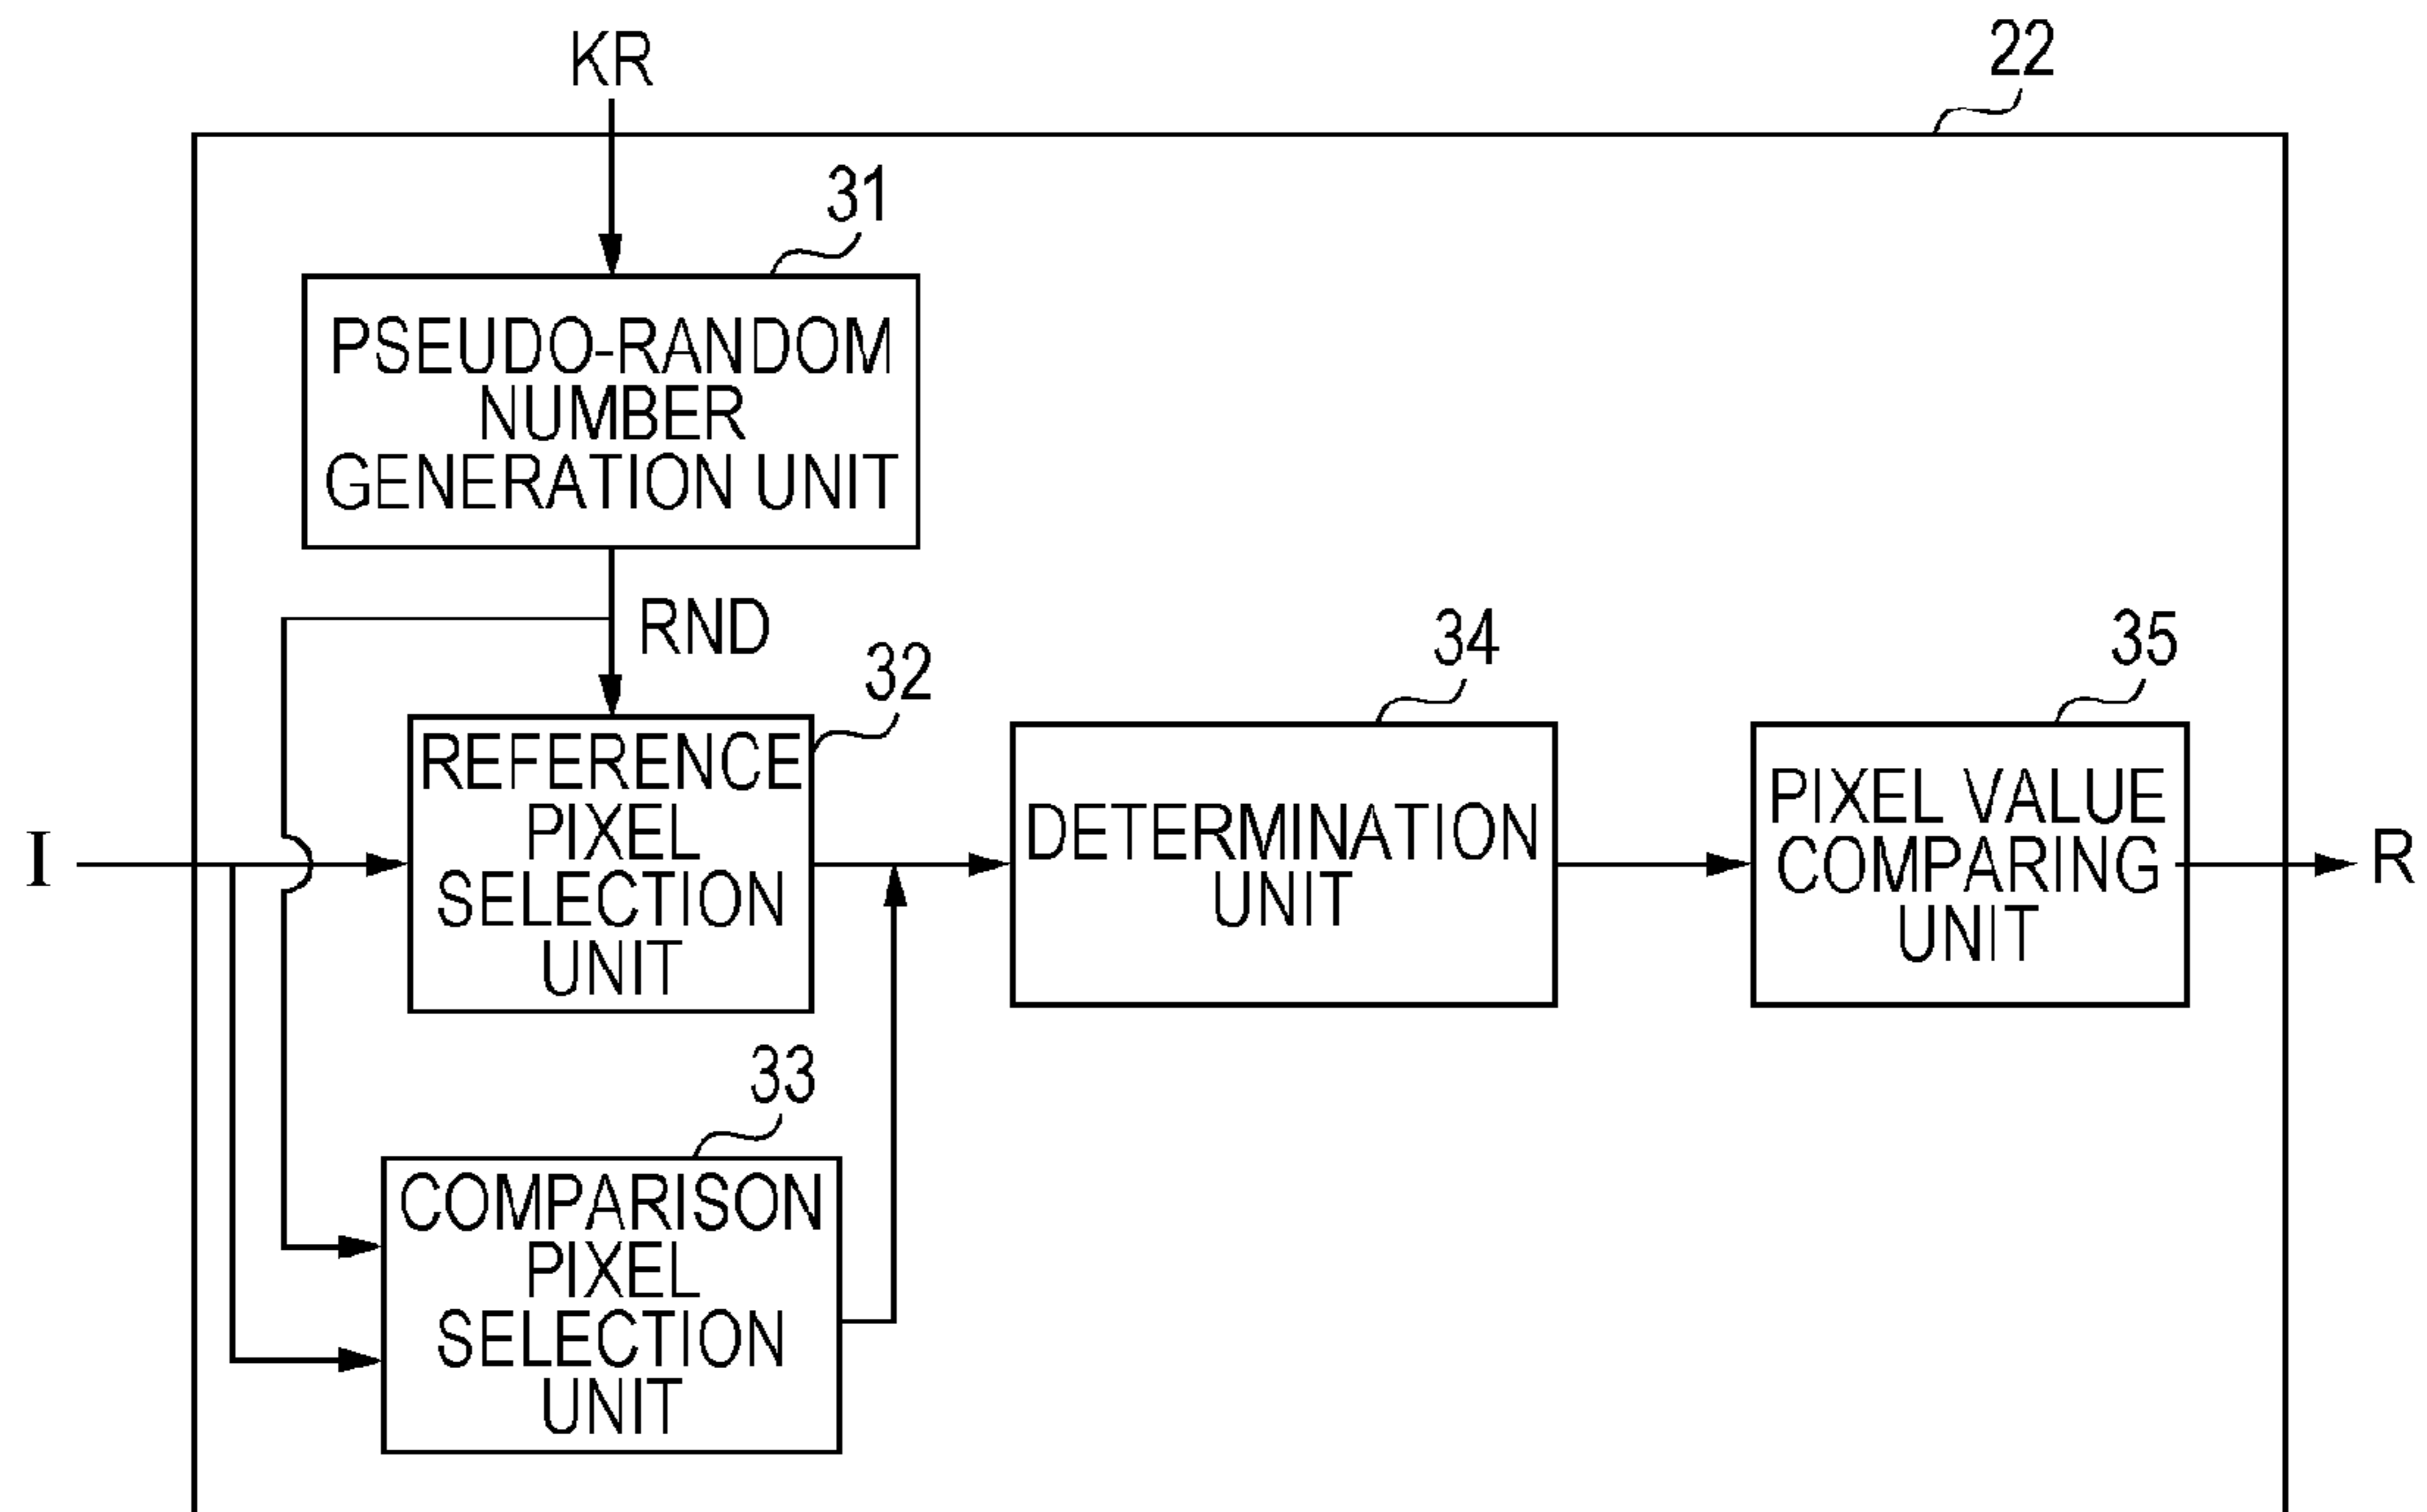 KR
22
31
PSEUDO-RANDOM
NUMBER
GENERATION UNIT
RND
32
34
35
REFERENCE
PIXEL
SELECTION
UNIT
DETERMINATION
UNIT
PIXEL VALUE
COMPARING
UNIT
I
R
33
COMPARISON
PIXEL
SELECTION
UNIT